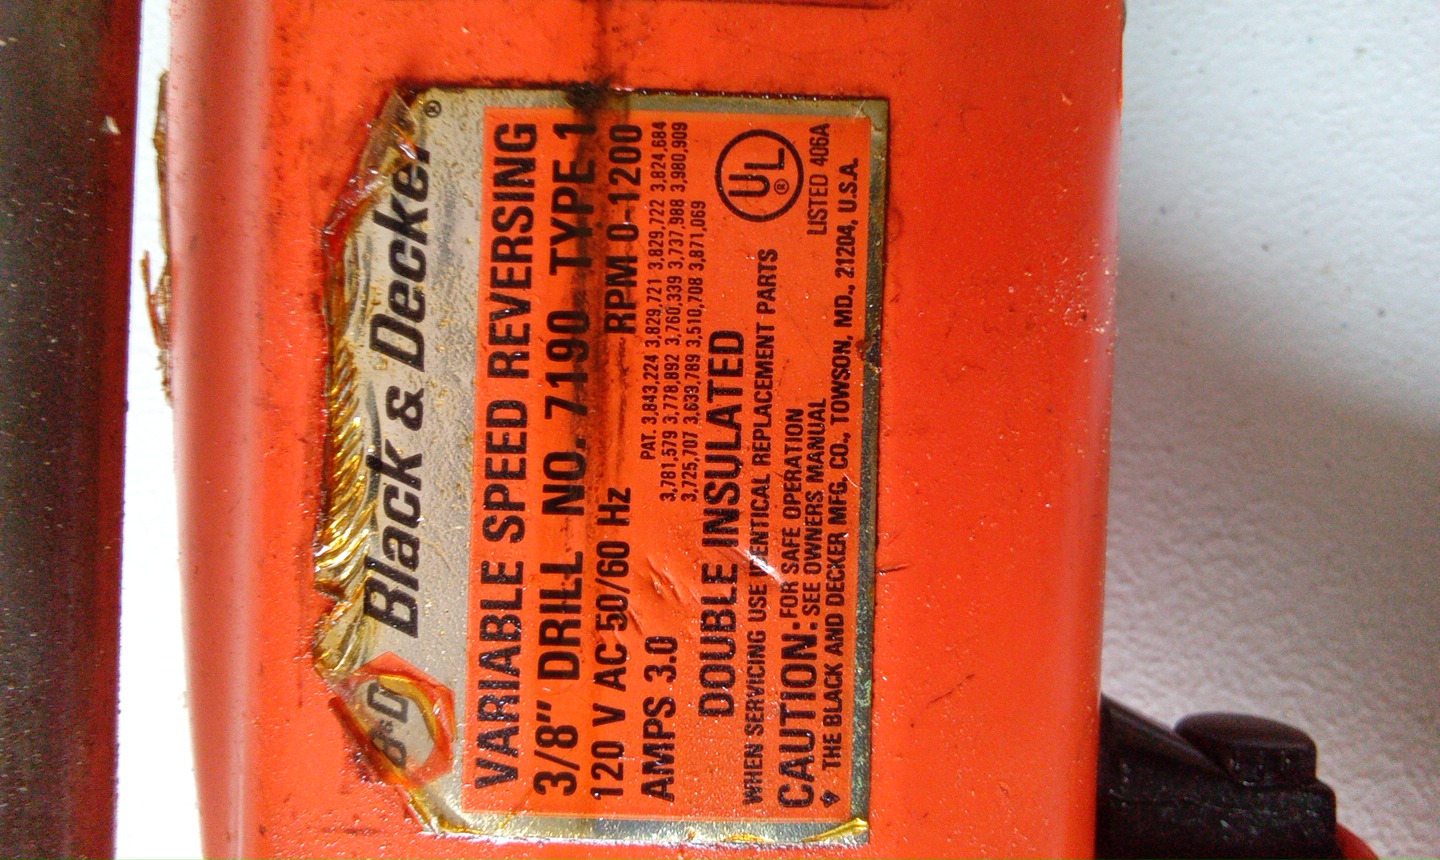 B&D Black & Decker®
VARIABLE SPEED REVERSING
3/8" DRILL NO. 7190 TYPE 1
120 V AC 50/60 Hz RPM 0-1200
AMPS 3.0
PAT. 3,843,224 3,829,721 3,829,722 3,824,684
3,781,579 3,778,892 3,760,339 3,737,988 3,980,909
3,725,707 3,639,789 3,510,708 3,871,069
DOUBLE INSULATED
UL®
LISTED 406A
WHEN SERVICING USE IDENTICAL REPLACEMENT PARTS
CAUTION: FOR SAFE OPERATION
SEE OWNERS MANUAL
THE BLACK AND DECKER MFG. CO., TOWSON, MD., 21204, U.S.A.